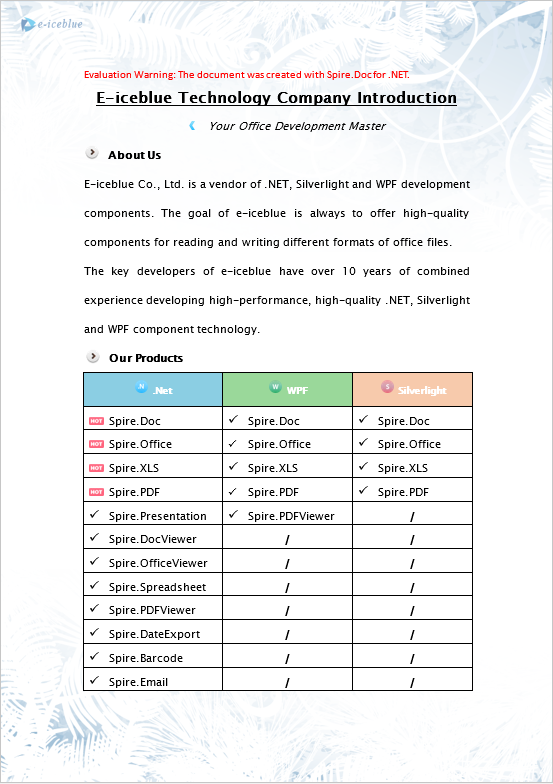 e-iceblue
Evaluation Warning: The document was created with Spire.Doc for .NET.
E-iceblue Technology Company Introduction
Your Office Development Master
About Us
E-iceblue Co., Ltd. is a vendor of .NET, Silverlight and WPF development
components. The goal of e-iceblue is always to offer high-quality
components for reading and writing different formats of office files.
The key developers of e-iceblue have over 10 years of combined
experience developing high-performance, high-quality .NET, Silverlight
and WPF component technology.
Our Products
.N .Net W WPF S Silverlight
HOT Spire.Doc ✓ Spire.Doc ✓ Spire.Doc
HOT Spire.Office ✓ Spire.Office ✓ Spire.Office
HOT Spire.XLS ✓ Spire.XLS ✓ Spire.XLS
HOT Spire.PDF ✓ Spire.PDF ✓ Spire.PDF
✓ Spire.Presentation ✓ Spire.PDFViewer /
✓ Spire.DocViewer / /
✓ Spire.OfficeViewer / /
✓ Spire.Spreadsheet / /
✓ Spire.PDFViewer / /
✓ Spire.DateExport / /
✓ Spire.Barcode / /
✓ Spire.Email / /